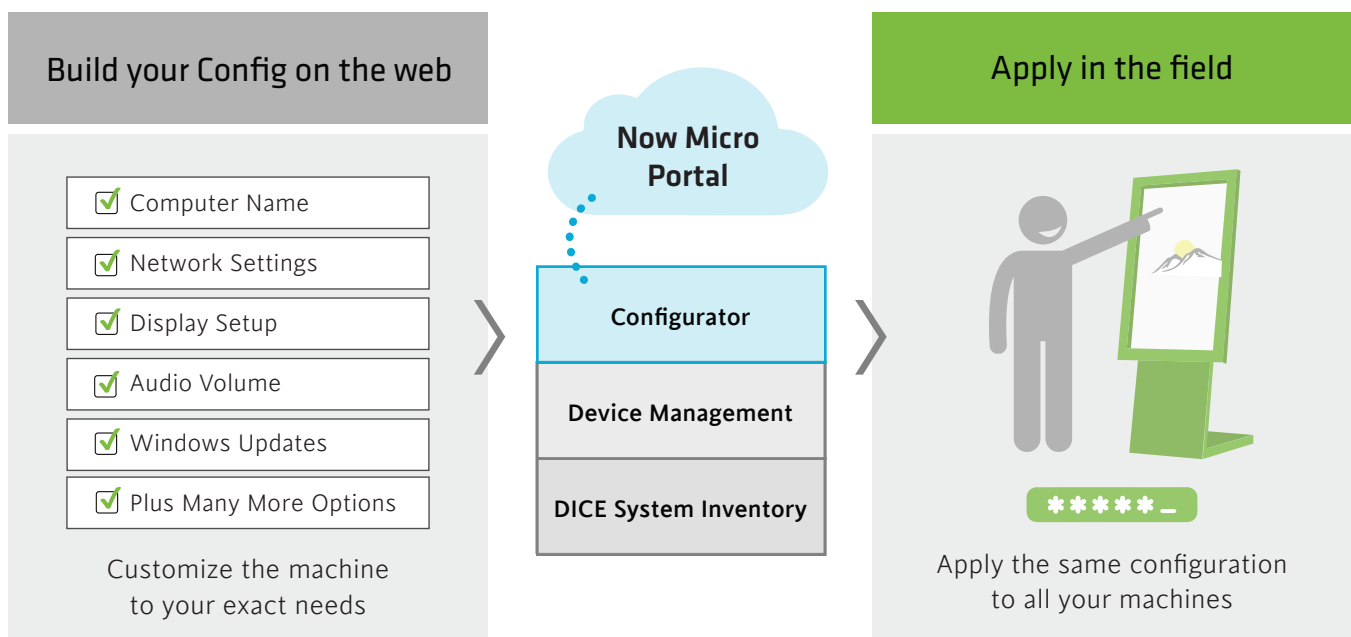 Build your Config on the web
Computer Name
Network Settings
Display Setup
Audio Volume
Windows Updates
Plus Many More Options
Customize the machine
to your exact needs
Now Micro
Portal
Configurator
Device Management
DICE System Inventory
Apply in the field
*****_
Apply the same configuration
to all your machines